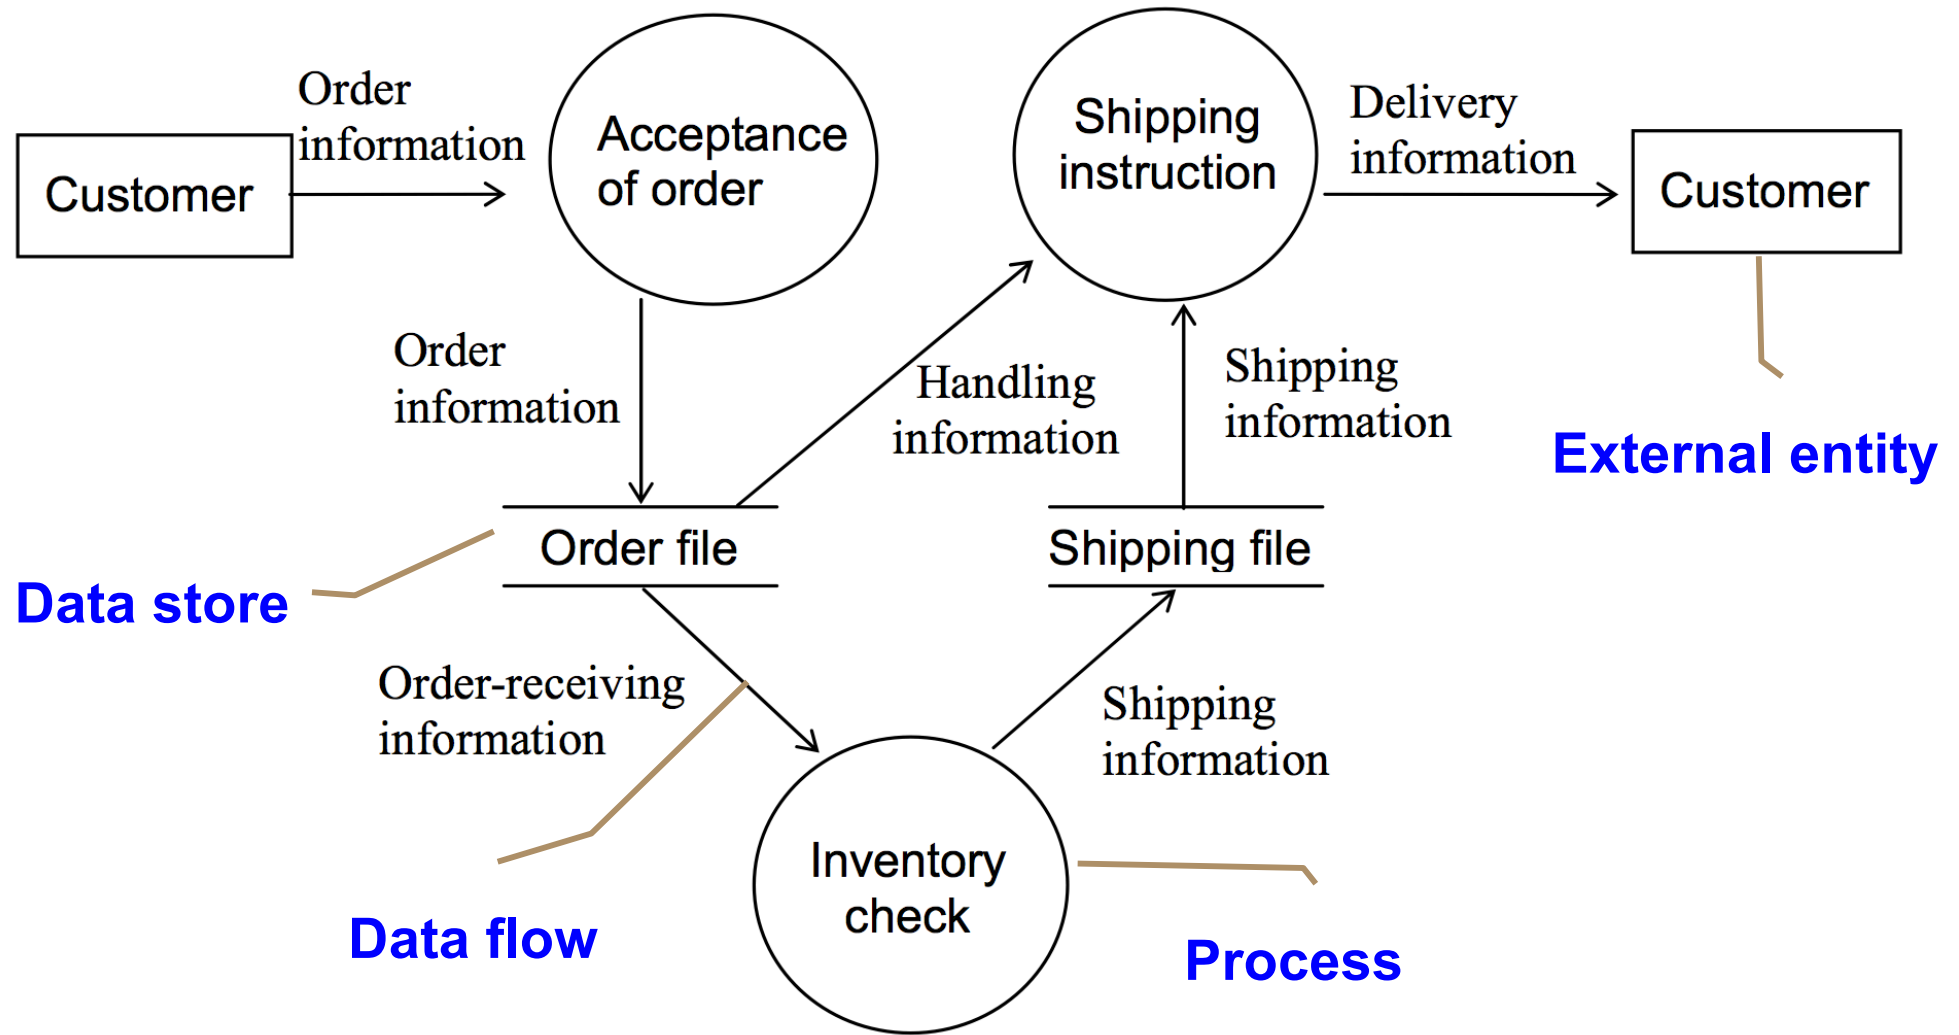 Order
information
Customer
Acceptance
of order
Shipping
instruction
Delivery
information
Customer
Order
information
Handling
information
Shipping
information
External entity
Order file
Shipping file
Data store
Order-receiving
information
Shipping
information
Inventory
check
Data flow
Process